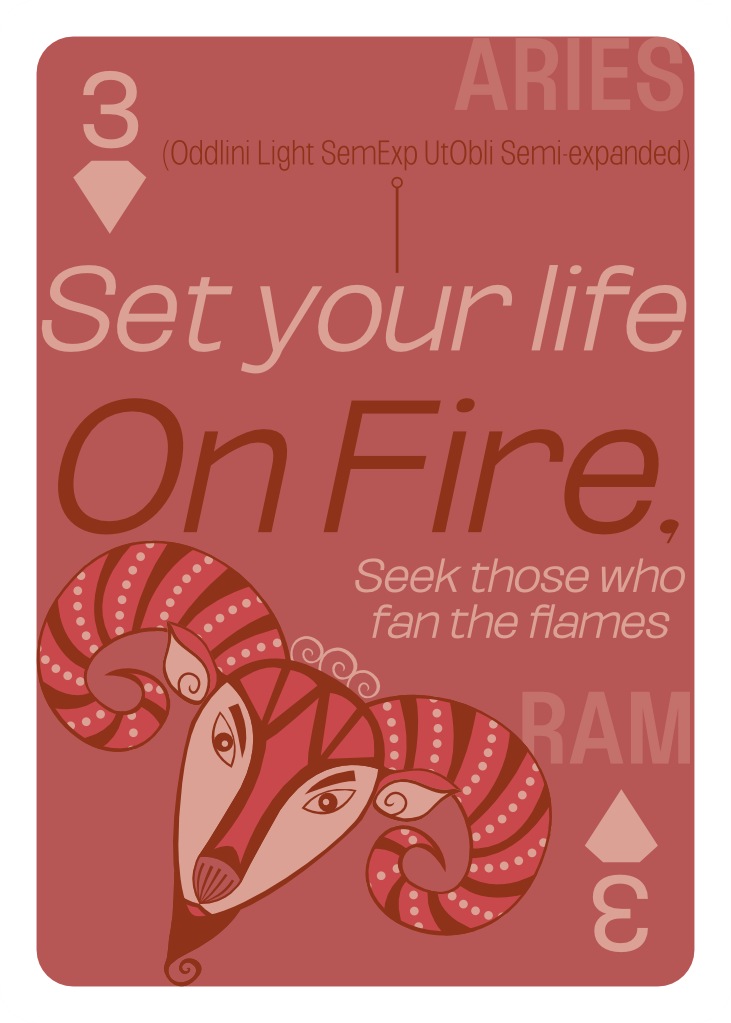 ARIES
3
(Oddlini Light SemExp UtObli Semi-expanded)
Set your life
On Fire,
Seek those who
fan the flames
RAM
3